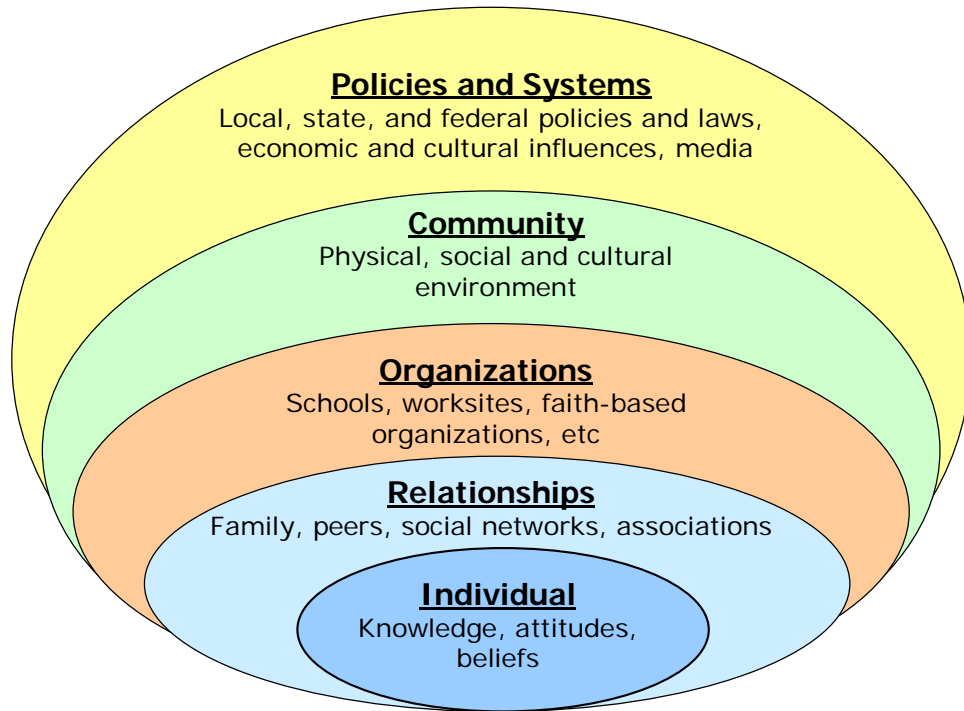 Policies and Systems
Local, state, and federal policies and laws,
economic and cultural influences, media
Community
Physical, social and cultural
environment
Organizations
Schools, worksites, faith-based
organizations, etc
Relationships
Family, peers, social networks, associations
Individual
Knowledge, attitudes,
beliefs